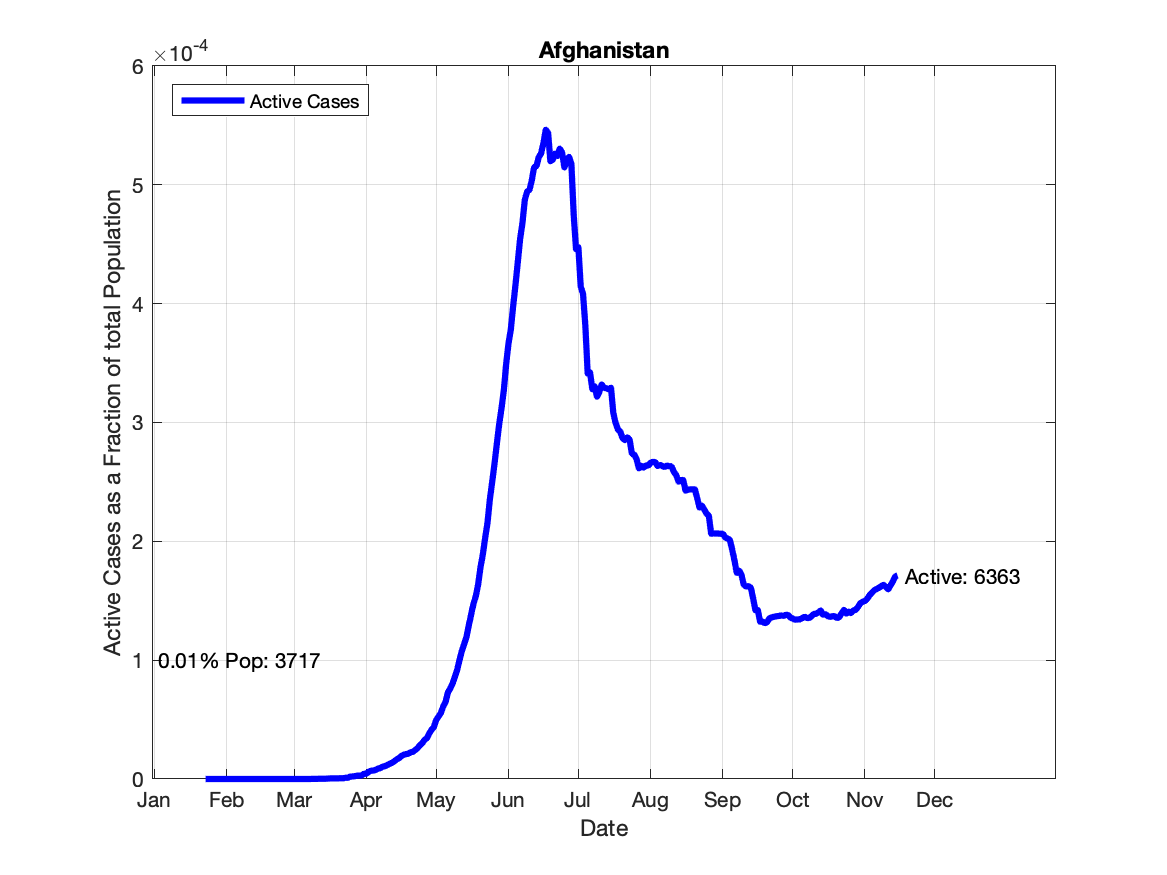 Afghanistan
×10-4
Active Cases
6
5
4
3
2
1
0
Active Cases as a Fraction of total Population
0.01% Pop: 3717
Active: 6363
Jan Feb Mar Apr May Jun Jul Aug Sep Oct Nov Dec
Date